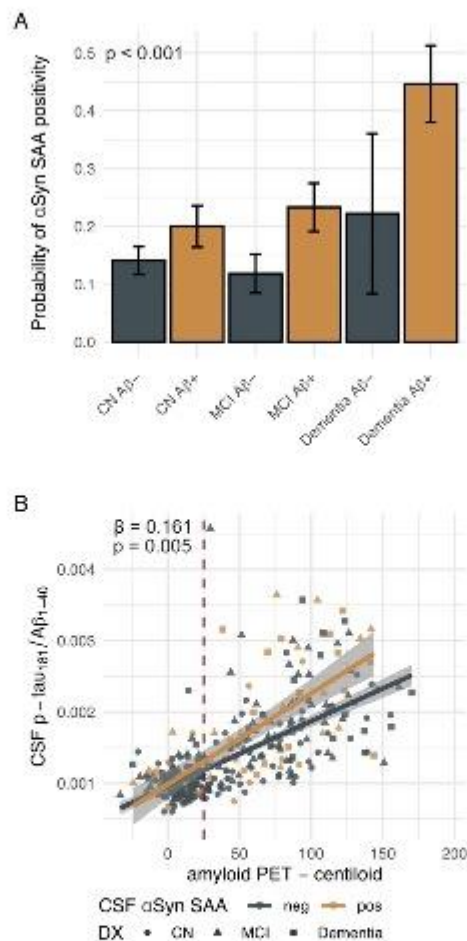 A
p < 0.001
Probability of αSyn SAA positivity
0.5
0.4
0.3
0.2
0.1
0.0
CN Aβ−
CN Aβ+
MCI Aβ−
MCI Aβ+
Dementia Aβ−
Dementia Aβ+
B
β = 0.161
p = 0.005
CSF p − tau181/Aβ1−40
0.004
0.003
0.002
0.001
0 50 100 150 200
amyloid PET − centiloid
CSF αSyn SAA neg pos
DX CN MCI Dementia